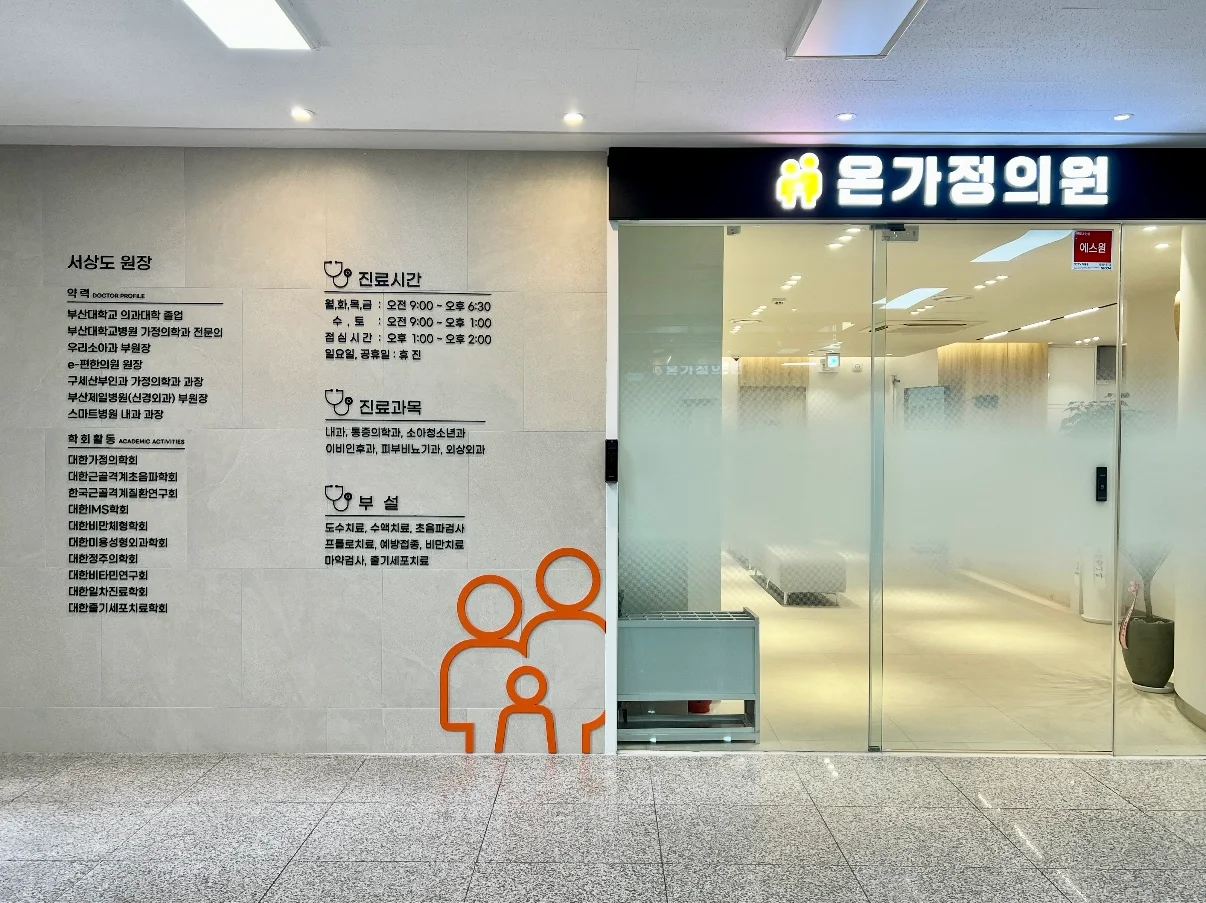 온가정의원
에스원
서상도 원장
약력 DOCTOR PROFILE
부산대학교 의과대학 졸업
부산대학교병원 가정의학과 전문의
우리소아과 부원장
e-편한의원 원장
구세산부인과 가정의학과 과장
부산제일병원(신경외과) 부원장
스마트병원 내과 과장
학회활동 ACADEMIC ACTIVITIES
대한가정의학회
대한근골격계초음파학회
한국근골격계질환연구회
대한IMS학회
대한비만체형학회
대한미용성형외과학회
대한정주의학회
대한비타민연구회
대한일차진료학회
대한줄기세포치료학회
진료시간
월,화,목,금 : 오전 9:00 ~ 오후 6:30
수, 토 : 오전 9:00 ~ 오후 1:00
점심시간 : 오후 1:00 ~ 오후 2:00
일요일, 공휴일 : 휴진
진료과목
내과, 통증의학과, 소아청소년과
이비인후과, 피부비뇨기과, 외상외과
부설
도수치료, 수액치료, 초음파검사
프롤로치료, 예방접종, 비만치료
마약검사, 줄기세포치료